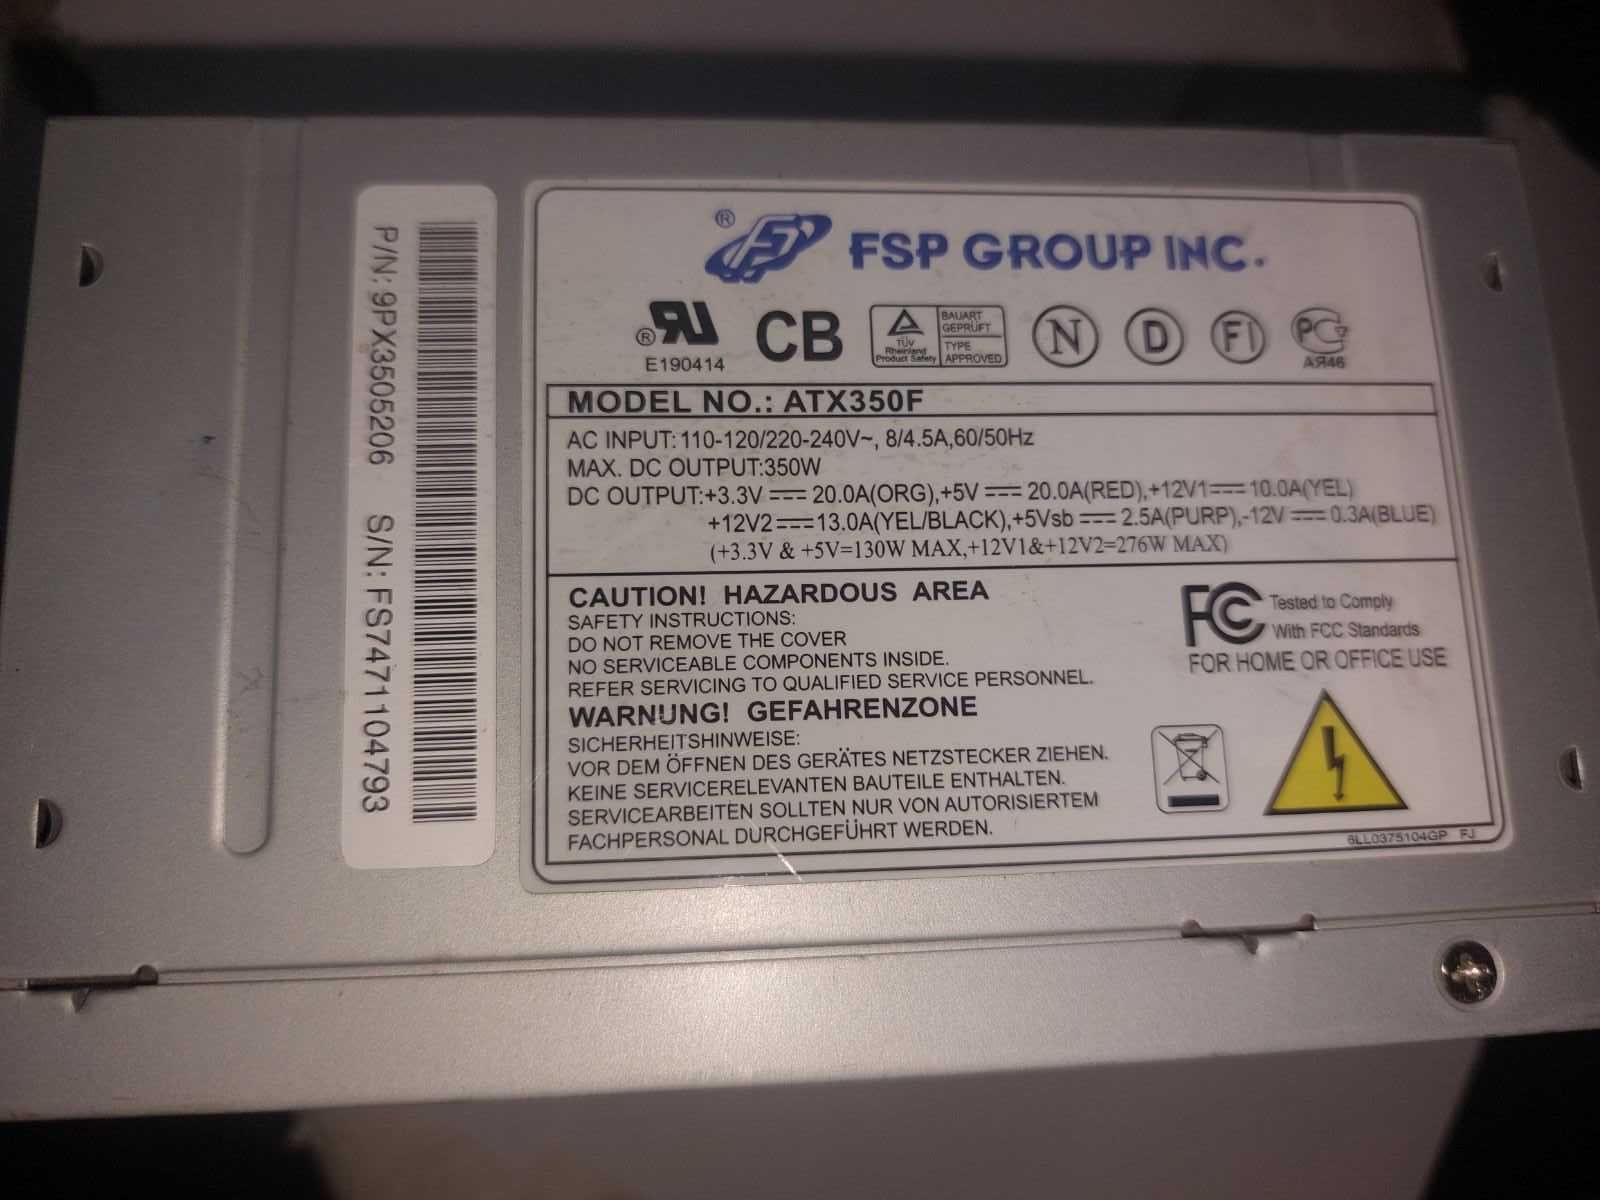 P/N: 9PX3505206 S/N: FS7471104793
® FSP GROUP INC.
® RU
E190414
CB
TÜV
Rheinland
Product Safety
BAUART
GEPRÜFT
TYPE
APPROVED
N
D
FI
PC
АЯ46
MODEL NO.: ATX350F
AC INPUT: 110-120/220-240V~, 8/4.5A,60/50Hz
MAX. DC OUTPUT:350W
DC OUTPUT:+3.3V ⎓ 20.0A(ORG),+5V ⎓ 20.0A(RED),+12V1⎓10.0A(YEL)
+12V2⎓13.0A(YEL/BLACK),+5Vsb ⎓ 2.5A(PURP),-12V ⎓ 0.3A(BLUE)
(+3.3V & +5V=130W MAX,+12V1&+12V2=276W MAX)
CAUTION! HAZARDOUS AREA
SAFETY INSTRUCTIONS:
DO NOT REMOVE THE COVER
NO SERVICEABLE COMPONENTS INSIDE.
REFER SERVICING TO QUALIFIED SERVICE PERSONNEL.
WARNUNG! GEFAHRENZONE
SICHERHEITSHINWEISE:
VOR DEM ÖFFNEN DES GERÄTES NETZSTECKER ZIEHEN.
KEINE SERVICERELEVANTEN BAUTEILE ENTHALTEN.
SERVICEARBEITEN SOLLTEN NUR VON AUTORISIERTEM
FACHPERSONAL DURCHGEFÜHRT WERDEN.
FC Tested to Comply
With FCC Standards
FOR HOME OR OFFICE USE
6LL0375104GP FJ